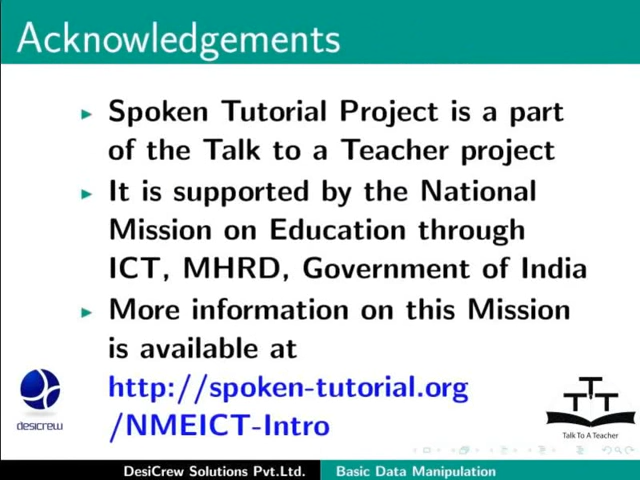 Acknowledgements
Spoken Tutorial Project is a part
of the Talk to a Teacher project
It is supported by the National
Mission on Education through
ICT, MHRD, Government of India
More information on this Mission
is available at
http://spoken-tutorial.org
/NMEICT-Intro
desicrew
TTT
Talk To A Teacher
DesiCrew Solutions Pvt.Ltd.
Basic Data Manipulation